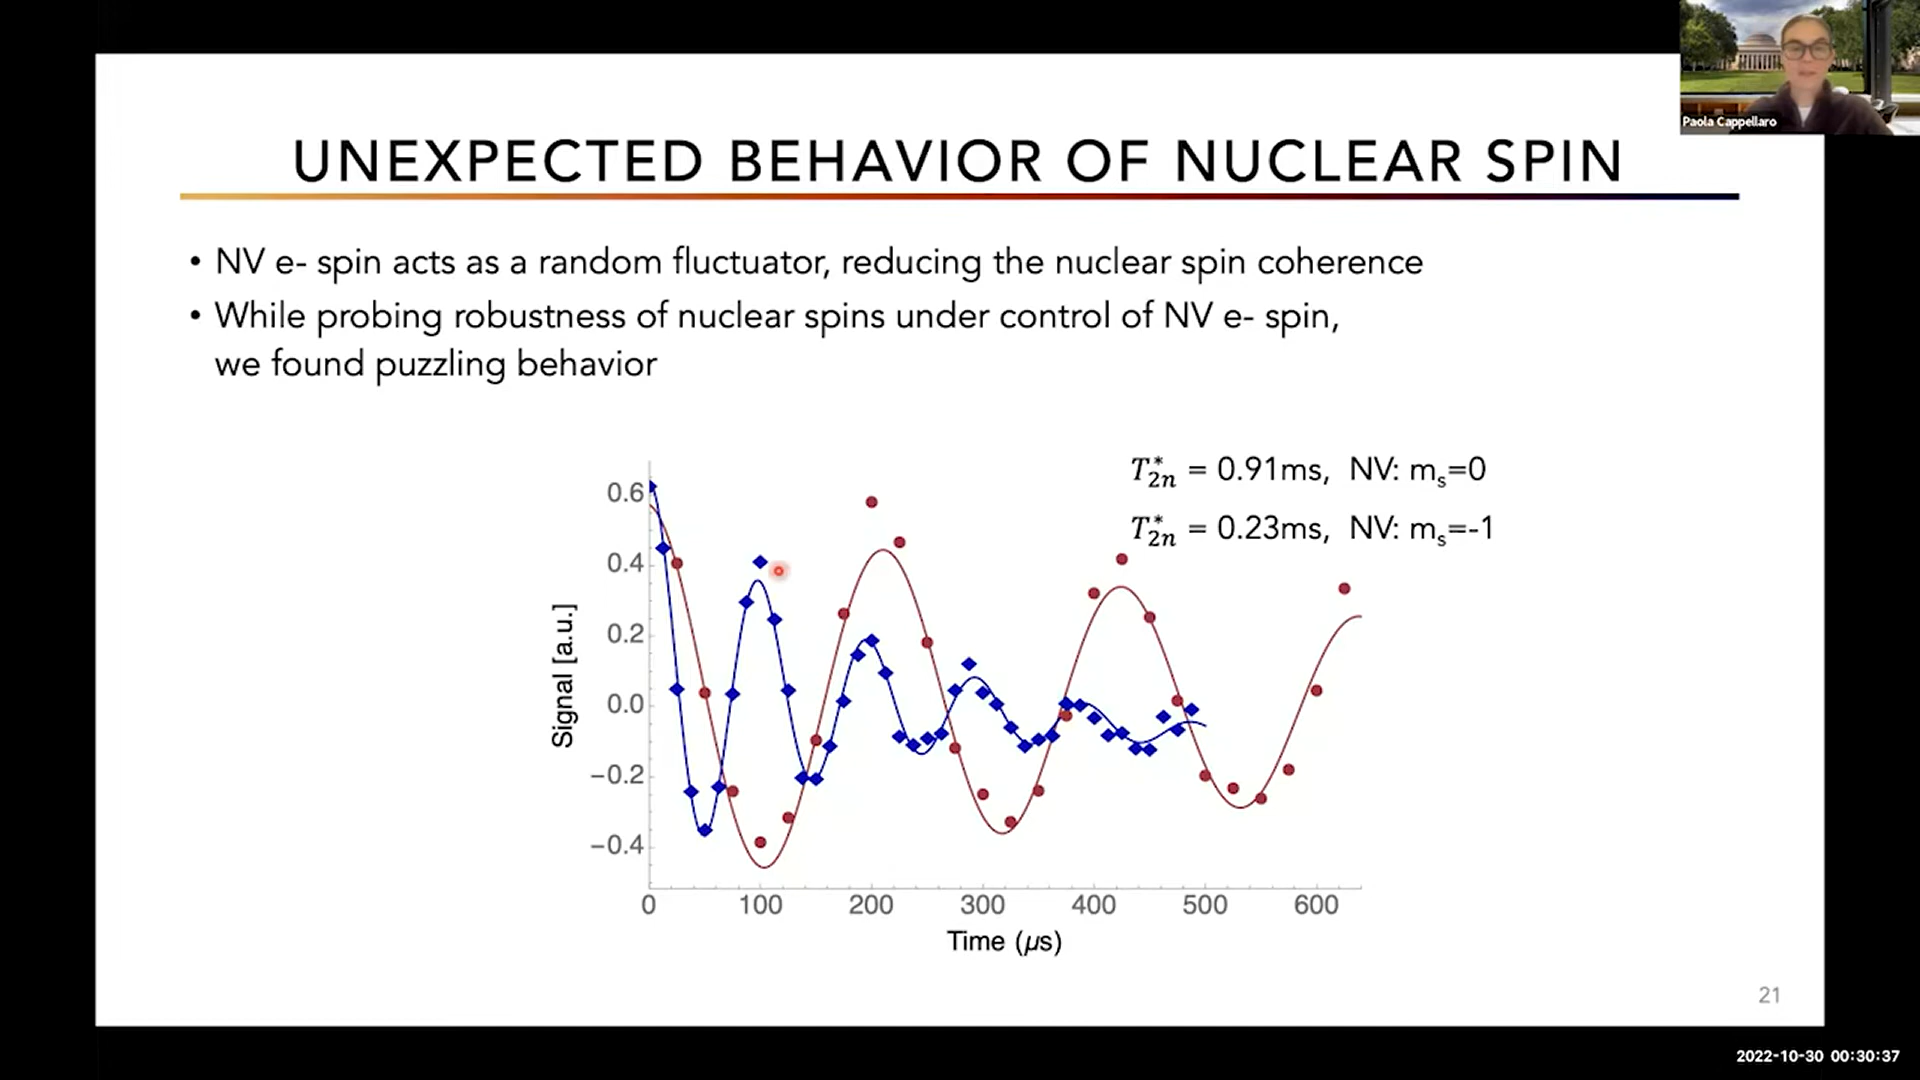 Paola Cappellaro
UNEXPECTED BEHAVIOR OF NUCLEAR SPIN
• NV e- spin acts as a random fluctuator, reducing the nuclear spin coherence
• While probing robustness of nuclear spins under control of NV e- spin,
we found puzzling behavior
T*2n = 0.91ms, NV: ms=0
T*2n = 0.23ms, NV: ms=-1
Signal [a.u.]
0.6
0.4
0.2
0.0
−0.2
−0.4
0 100 200 300 400 500 600
Time (μs)
21
2022-10-30 00:30:37